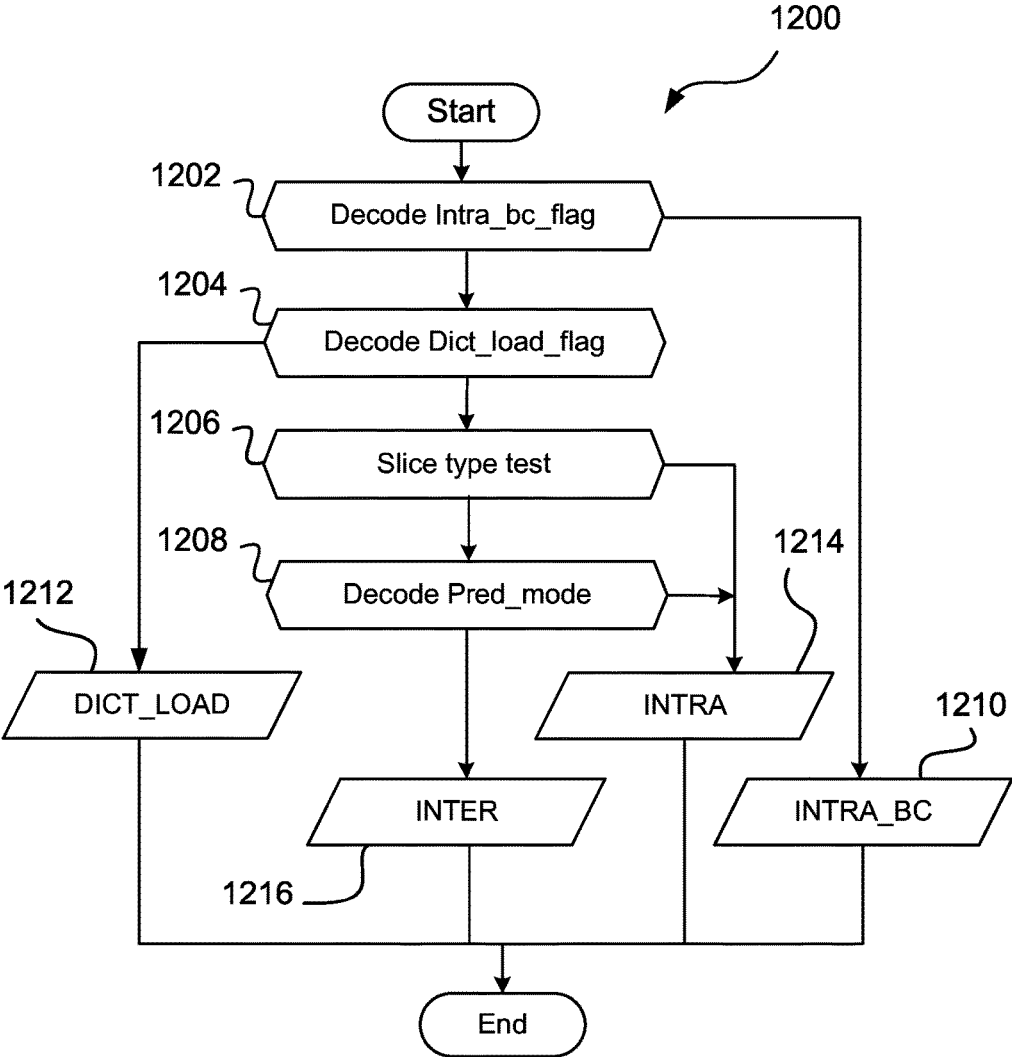 1200
Start
1202
Decode Intra_bc_flag
1204
Decode Dict_load_flag
1206
Slice type test
1208
Decode Pred_mode
1214
1212
DICT_LOAD
INTRA
1210
INTER
INTRA_BC
1216
End